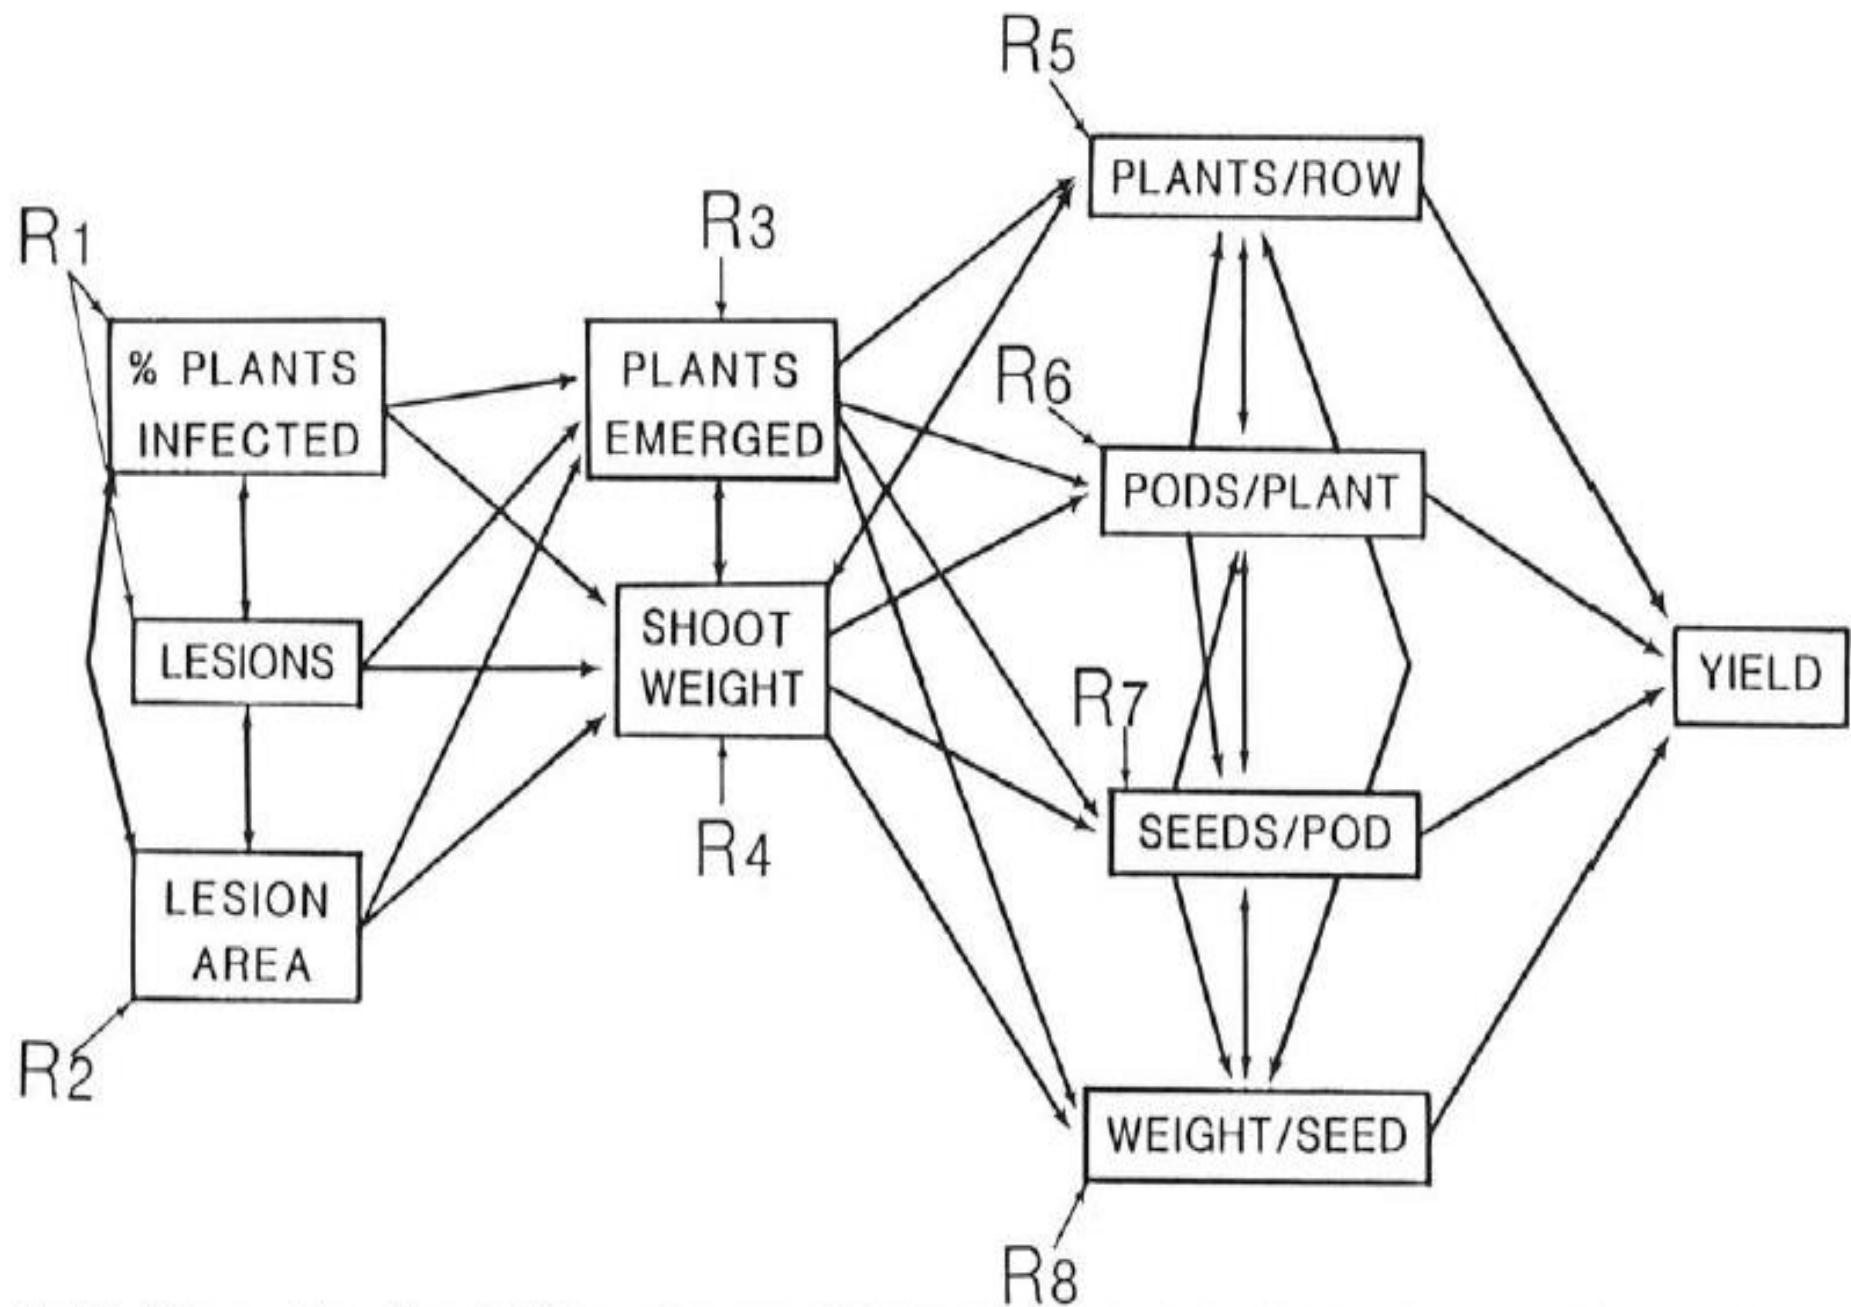 R5
PLANTS/ROW
R1
R3
% PLANTS
INFECTED
PLANTS
EMERGED
R6
PODS/PLANT
LESIONS
SHOOT
WEIGHT
YIELD
R7
SEEDS/POD
LESION
AREA
R4
R2
WEIGHT/SEED
R8